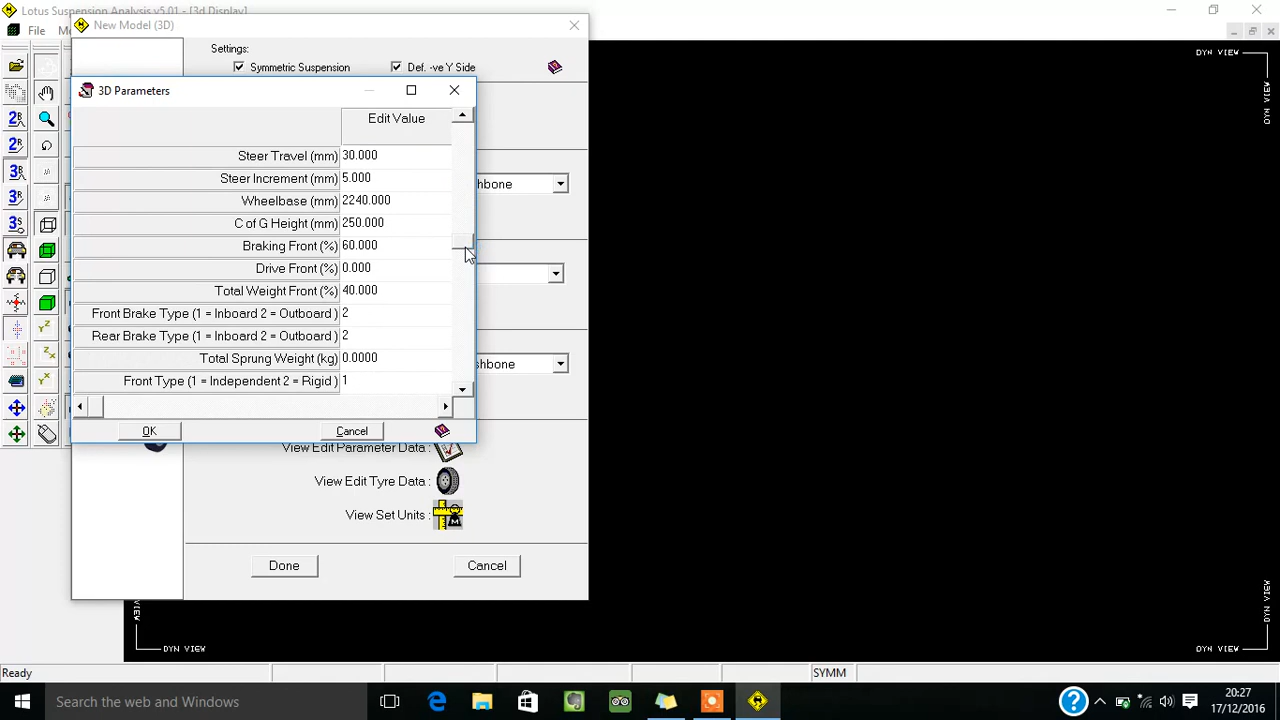 Lotus Suspension Analysis v5.01 - [3d Display]
File
New Model (3D)
Settings:
Symmetric Suspension
Def. -ve Y Side
3D Parameters
Edit Value
Steer Travel (mm) 30.000
Steer Increment (mm) 5.000
Wheelbase (mm) 2240.000
C of G Height (mm) 250.000
Braking Front (%) 60.000
Drive Front (%) 0.000
Total Weight Front (%) 40.000
Front Brake Type (1 = Inboard 2 = Outboard ) 2
Rear Brake Type (1 = Inboard 2 = Outboard ) 2
Total Sprung Weight (kg) 0.0000
Front Type (1 = Independent 2 = Rigid ) 1
OK
Cancel
shbone
shbone
View Edit Parameter Data :
View Edit Tyre Data :
View Set Units :
Done
Cancel
DYN VIEW
DYN VIEW
DYN VIEW
DYN VIEW
DYN VIEW
DYN VIEW
Ready
SYMM
Search the web and Windows
20:27
17/12/2016